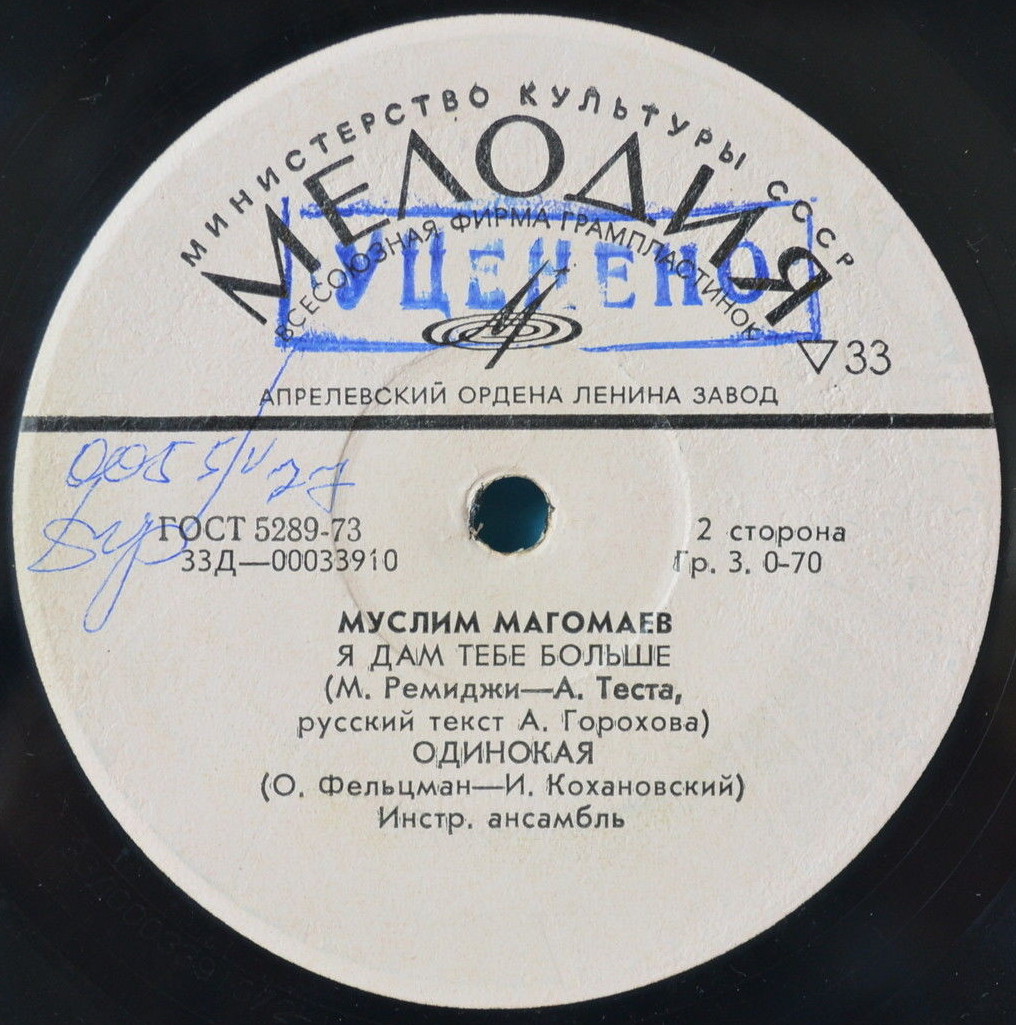 МИНИСТЕРСТВО КУЛЬТУРЫ СССР
МЕЛОДИЯ
ВСЕСОЮЗНАЯ ФИРМА ГРАМПЛАСТИНОК
УЦЕНЕНО
33
АПРЕЛЕВСКИЙ ОРДЕНА ЛЕНИНА ЗАВОД
ГОСТ 5289-73
33Д—00033910
2 сторона
Гр. 3. 0-70
МУСЛИМ МАГОМАЕВ
Я ДАМ ТЕБЕ БОЛЬШЕ
(М. Ремиджи—А. Теста,
русский текст А. Горохова)
ОДИНОКАЯ
(О. Фельцман—И. Кохановский)
Инстр. ансамбль